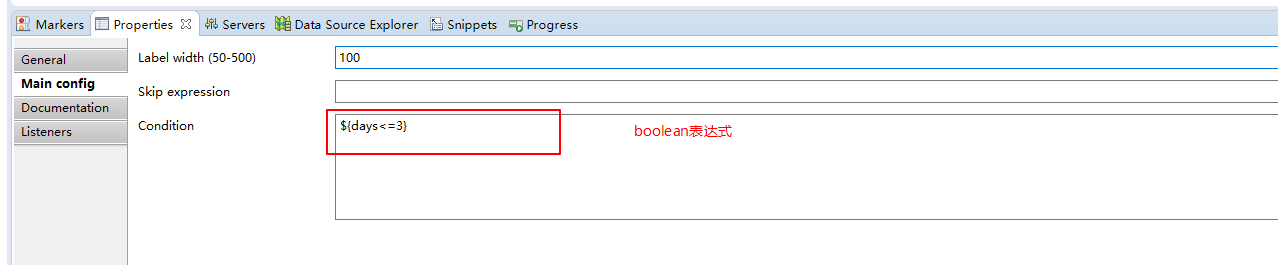 Markers Properties Servers Data Source Explorer Snippets Progress
General
Main config
Documentation
Listeners
Label width (50-500) 100
Skip expression
Condition ${days<=3} boolean表达式